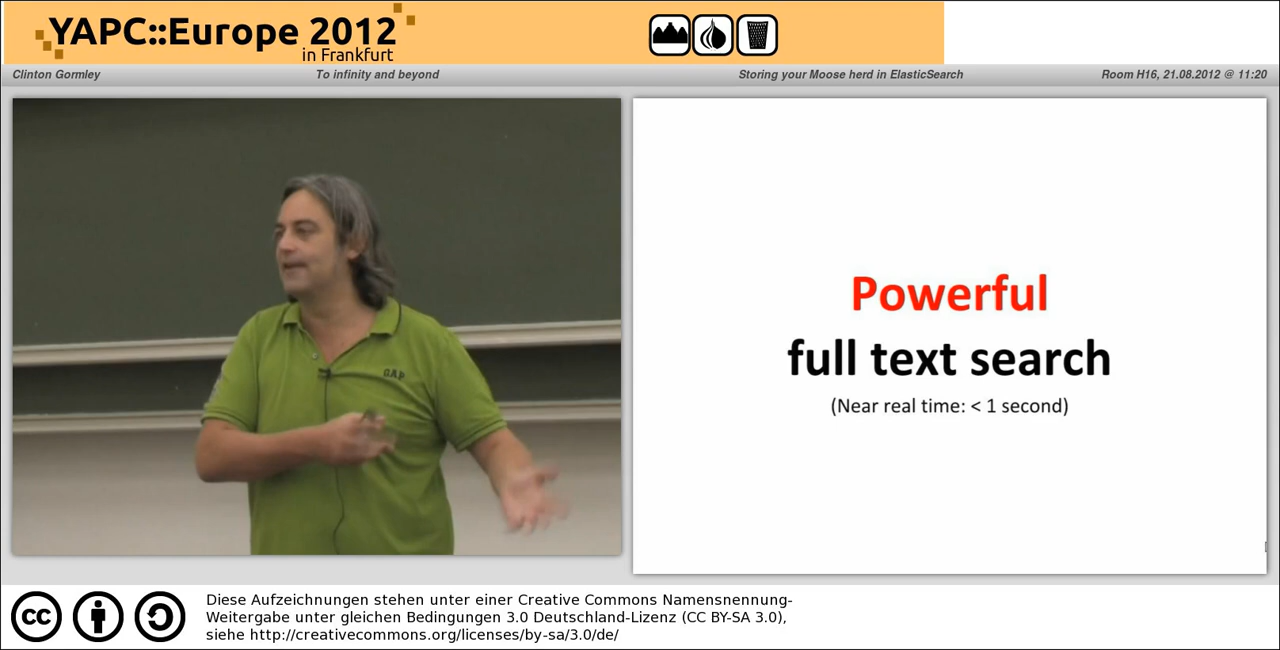 YAPC::Europe 2012
in Frankfurt
Clinton Gormley
To infinity and beyond
Storing your Moose herd in ElasticSearch
Room H16, 21.08.2012 @ 11:20
GAP
Powerful
full text search
(Near real time: < 1 second)
cc
Diese Aufzeichnungen stehen unter einer Creative Commons Namensnennung-
Weitergabe unter gleichen Bedingungen 3.0 Deutschland-Lizenz (CC BY-SA 3.0),
siehe http://creativecommons.org/licenses/by-sa/3.0/de/